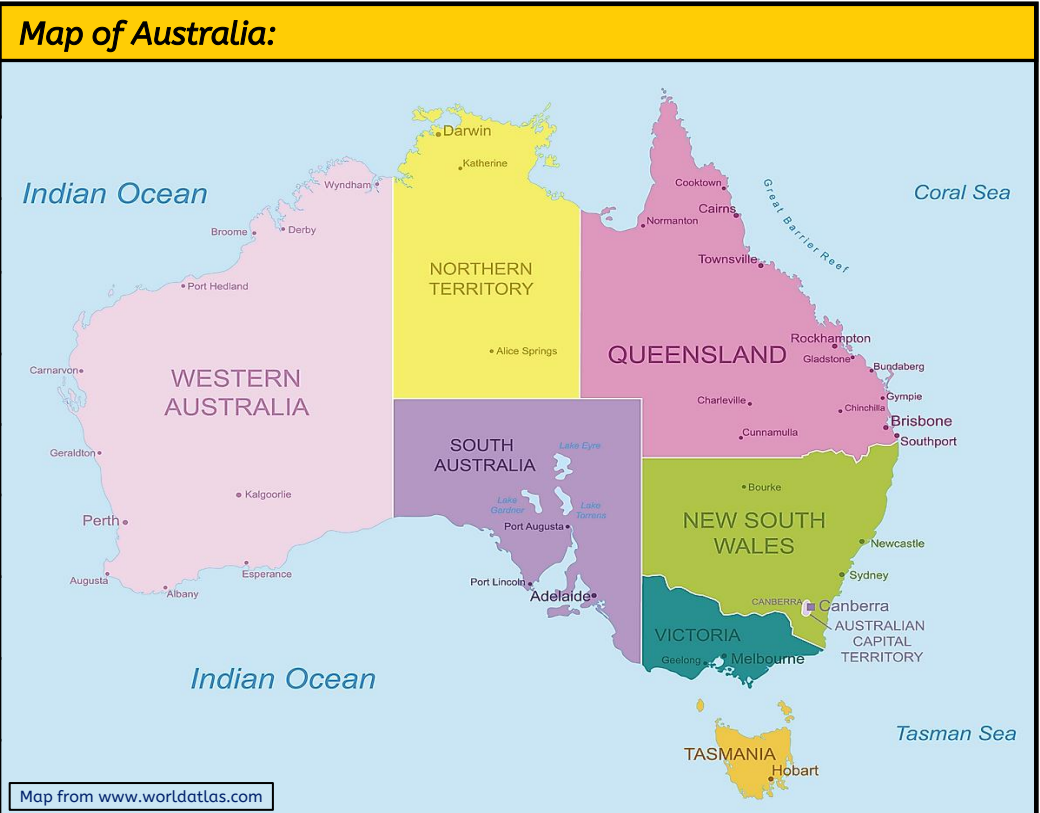 Map of Australia:
Darwin
Katherine
Wyndham
Indian Ocean
Coral Sea
Cooktown
Great Barrier Reef
Cairns
Normanton
Broome
Derby
Townsville
NORTHERN
TERRITORY
Port Hedland
Rockhampton
Alice Springs
QUEENSLAND
Gladstone
Bundaberg
Carnarvon
WESTERN
AUSTRALIA
Charleville
Gympie
Chinchilla
Brisbone
Cunnamulla
Southport
SOUTH
AUSTRALIA
Lake Eyre
Geraldton
Bourke
Kalgoorlie
Lake
Gardner
Lake
Torrens
Perth
Port Augusta
NEW SOUTH
WALES
Newcastle
Augusta
Esperance
Port Lincoln
Sydney
Albany
Adelaide
CANBERRA
Canberra
AUSTRALIAN
CAPITAL
TERRITORY
VICTORIA
Geelong
Melbourne
Indian Ocean
Tasman Sea
TASMANIA
Hobart
Map from www.worldatlas.com